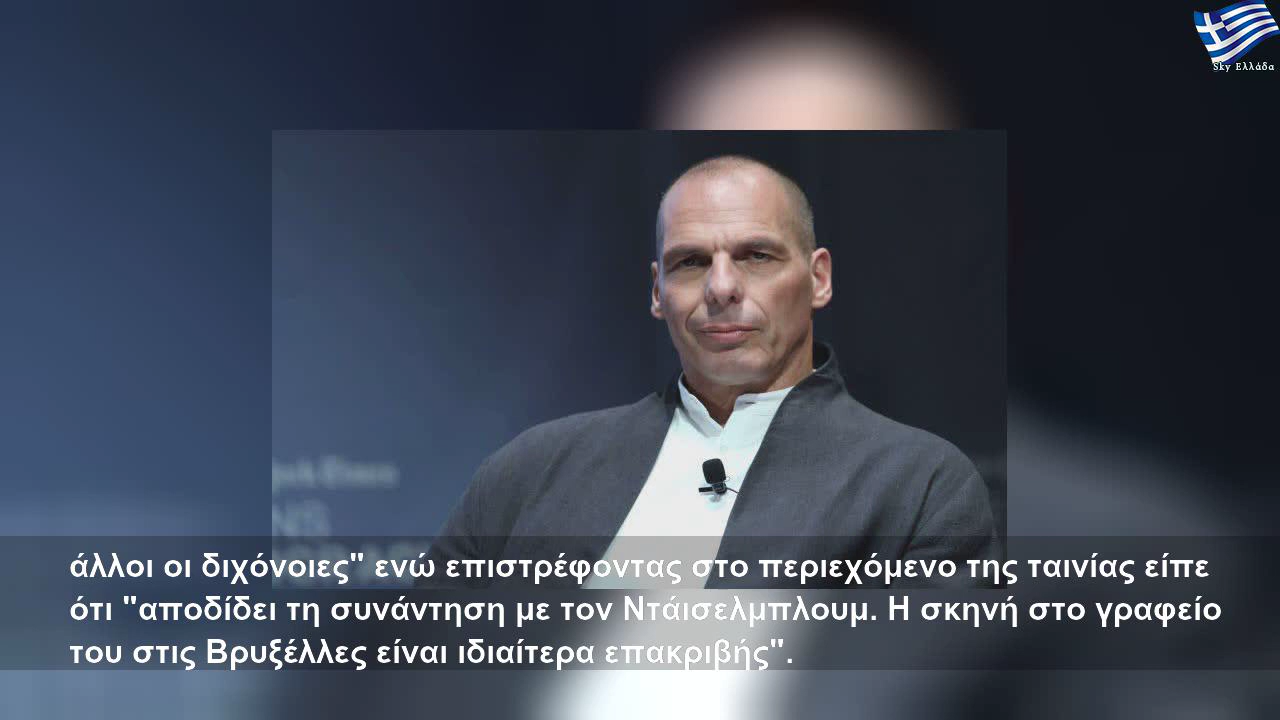 Sky Ελλάδα
άλλοι οι διχόνοιες" ενώ επιστρέφοντας στο περιεχόμενο της ταινίας είπε
ότι "αποδίδει τη συνάντηση με τον Ντάισελμπλουμ. Η σκηνή στο γραφείο
του στις Βρυξέλλες είναι ιδιαίτερα επακριβής".